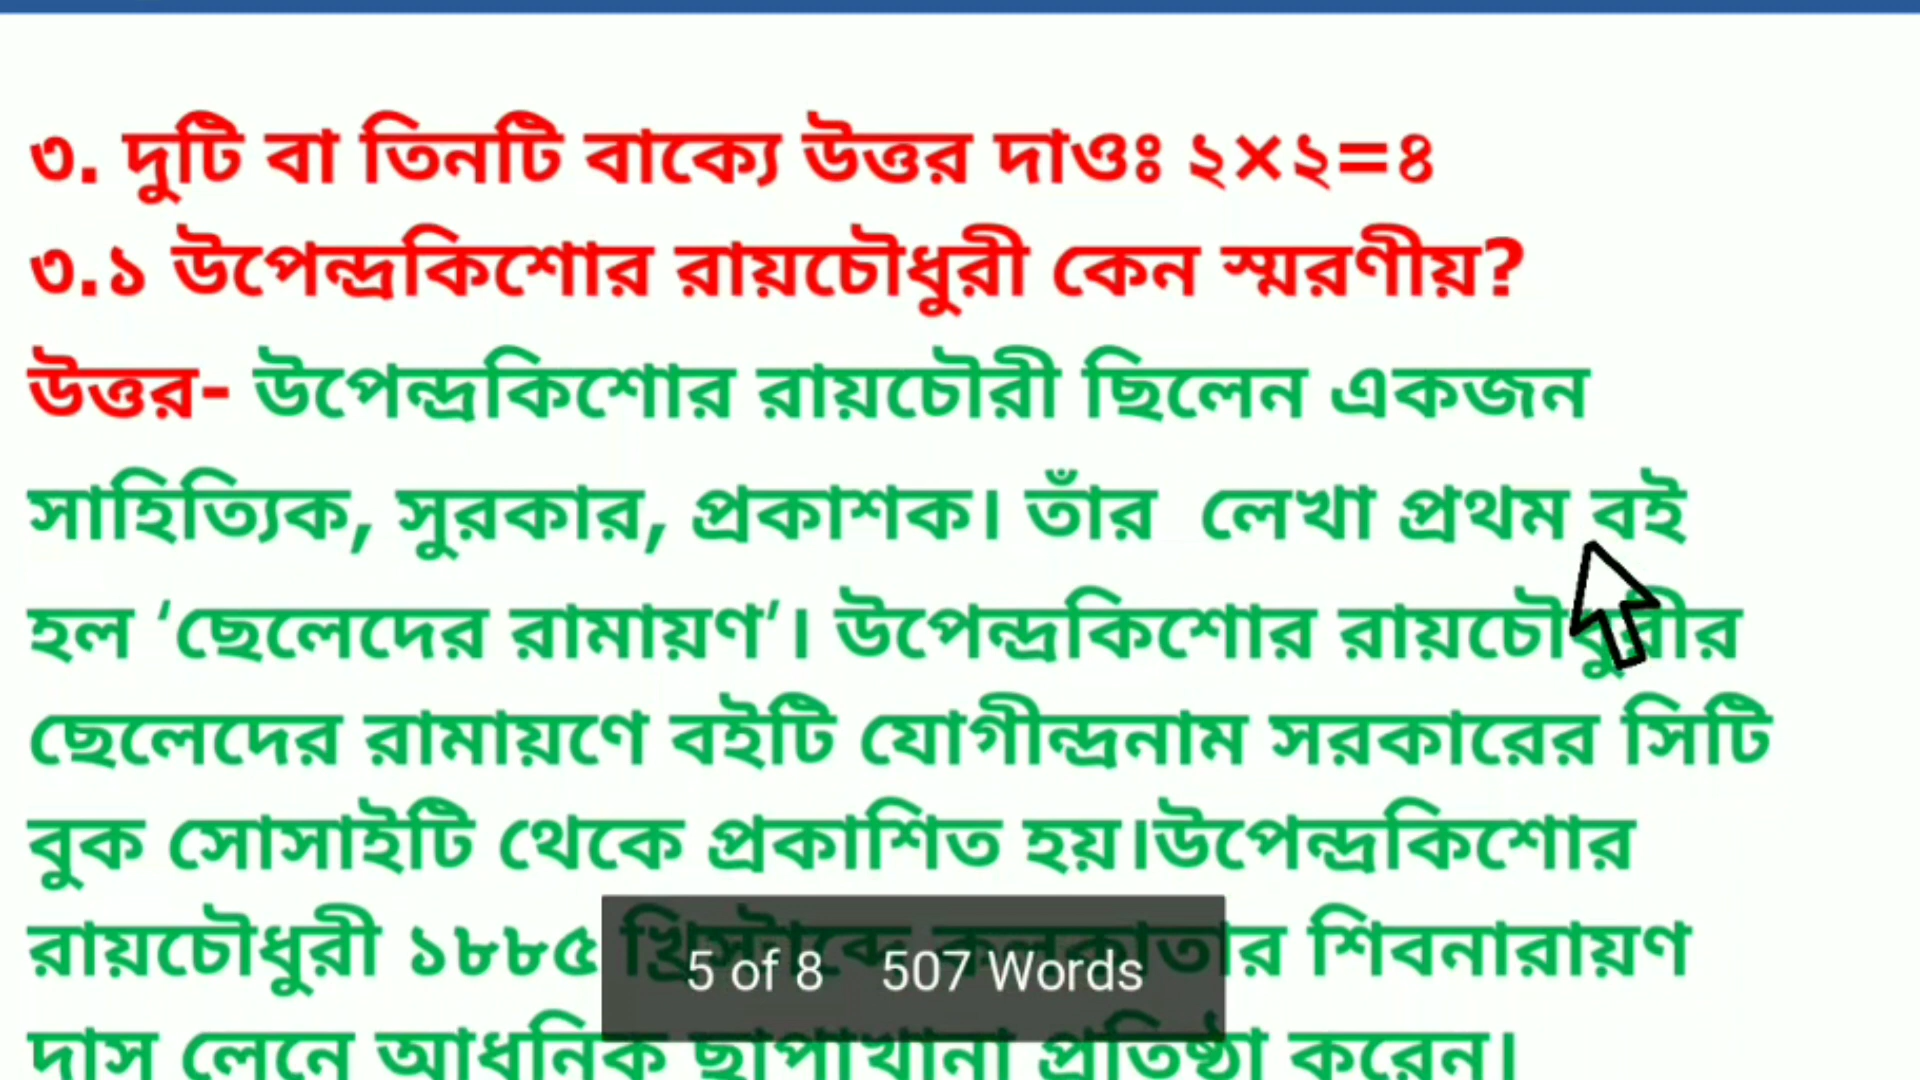 ৩. দুটি বা তিনটি বাক্যে উত্তর দাওঃ ২×২=৪
৩.১ উপেন্দ্রকিশোর রায়চৌধুরী কেন স্মরণীয়?
উত্তর- উপেন্দ্রকিশোর রায়চৌরী ছিলেন একজন
সাহিত্যিক, সুরকার, প্রকাশক। তাঁর লেখা প্রথম বই
হল ‘ছেলেদের রামায়ণ’। উপেন্দ্রকিশোর রায়চৌধুরীর
ছেলেদের রামায়ণে বইটি যোগীন্দ্রনাম সরকারের সিটি
বুক সোসাইটি থেকে প্রকাশিত হয়।উপেন্দ্রকিশোর
রায়চৌধুরী ১৮৮৫ খ্রিস্টাব্দে কলকাতার শিবনারায়ণ
দাস লেনে আধুনিক ছাপাখানা প্রতিষ্ঠা করেন।
5 of 8 507 Words